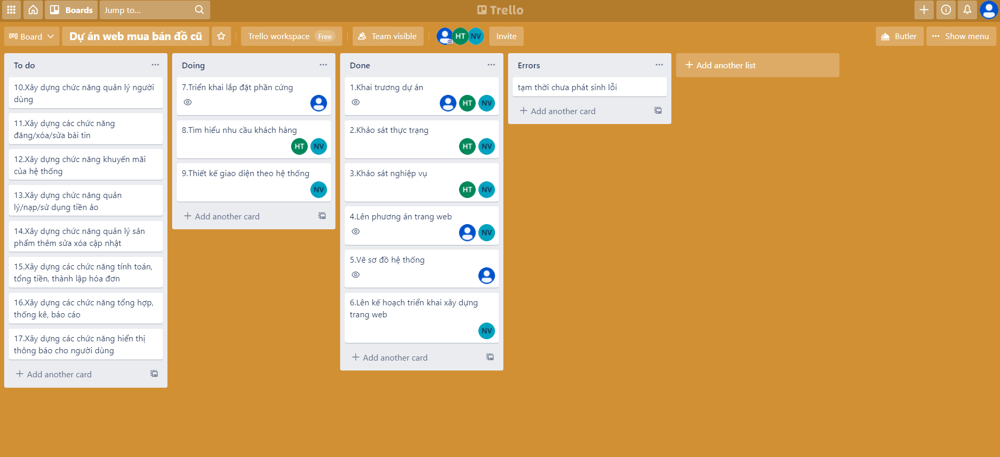 Boards
Jump to...
Trello
Board
Dự án web mua bán đồ cũ
Trello workspace Free
Team visible
HT
NV
Invite
Butler
Show menu
To do
10.Xây dựng chức năng quản lý người
dùng
11.Xây dựng các chức năng
đăng/xóa/sửa bài tin
12.Xây dựng chức năng khuyến mãi
của hệ thống
13.Xây dựng chức năng quản
lý/nạp/sử dụng tiền ảo
14.Xây dựng chức năng quản lý sản
phẩm thêm sửa xóa cập nhật
15.Xây dựng các chức năng tính toán,
tổng tiền, thành lập hóa đơn
16.Xây dựng các chức năng tổng hợp,
thống kê, báo cáo
17.Xây dựng các chức năng hiển thị
thông báo cho người dùng
Add another card
Doing
7.Triển khai lắp đặt phần cứng
8.Tìm hiểu nhu cầu khách hàng
HT NV
9.Thiết kế giao diện theo hệ thống
NV
Add another card
Done
1.Khai trương dự án
HT NV
2.Khảo sát thực trạng
HT NV
3.Khảo sát nghiệp vụ
HT NV
4.Lên phương án trang web
NV
5.Vẽ sơ đồ hệ thống
6.Lên kế hoạch triển khai xây dựng
trang web
NV
Add another card
Errors
tạm thời chưa phát sinh lỗi
Add another card
Add another list